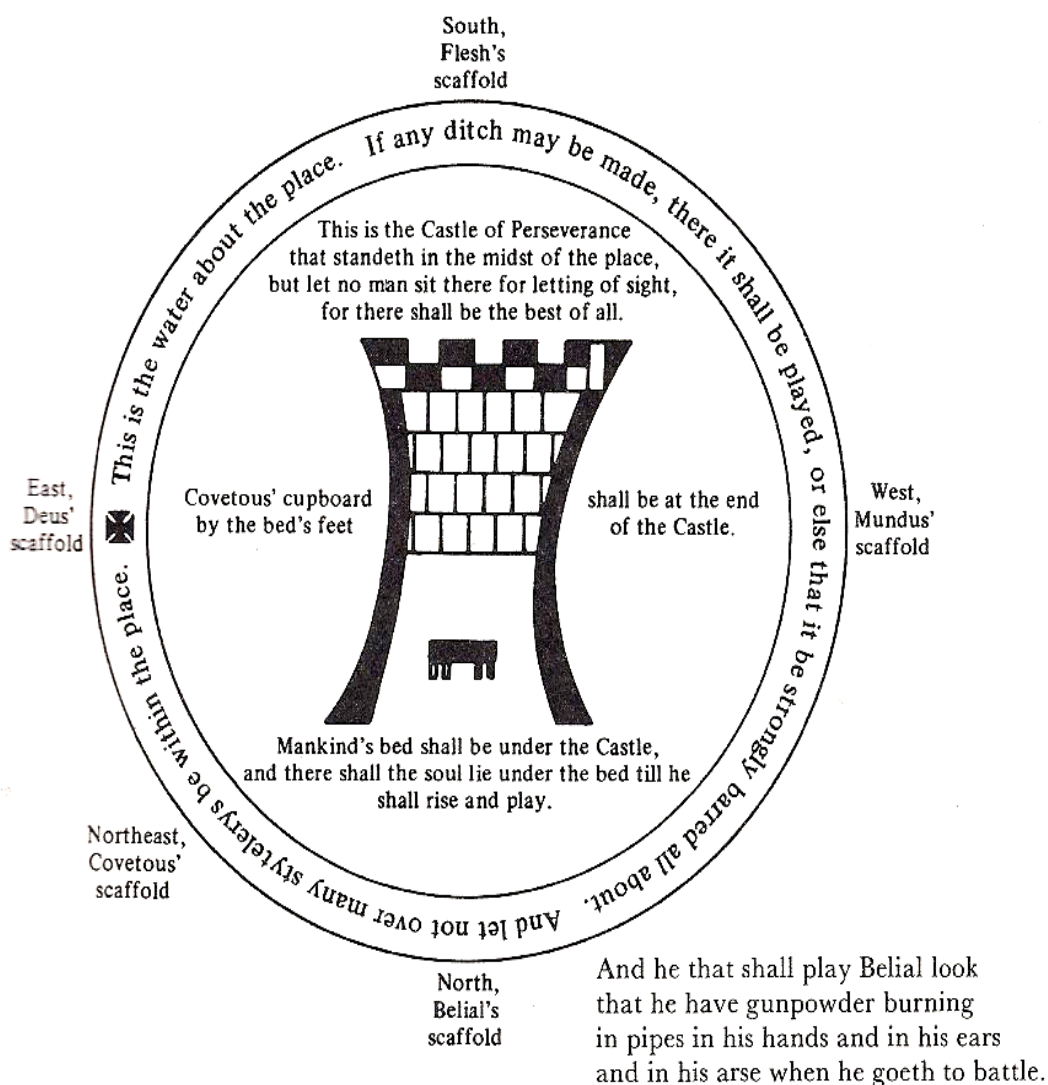 South,
Flesh's
scaffold
This is the water about the place. If any ditch may be made, there it shall be played, or else that it be strongly barred all about. And let not over many stytelerys be within the place.
This is the Castle of Perseverance
that standeth in the midst of the place,
but let no man sit there for letting of sight,
for there shall be the best of all.
East,
Deus'
scaffold
Covetous' cupboard
by the bed's feet
shall be at the end
of the Castle.
West,
Mundus'
scaffold
Mankind's bed shall be under the Castle,
and there shall the soul lie under the bed till he
shall rise and play.
Northeast,
Covetous'
scaffold
North,
Belial's
scaffold
And he that shall play Belial look
that he have gunpowder burning
in pipes in his hands and in his ears
and in his arse when he goeth to battle.